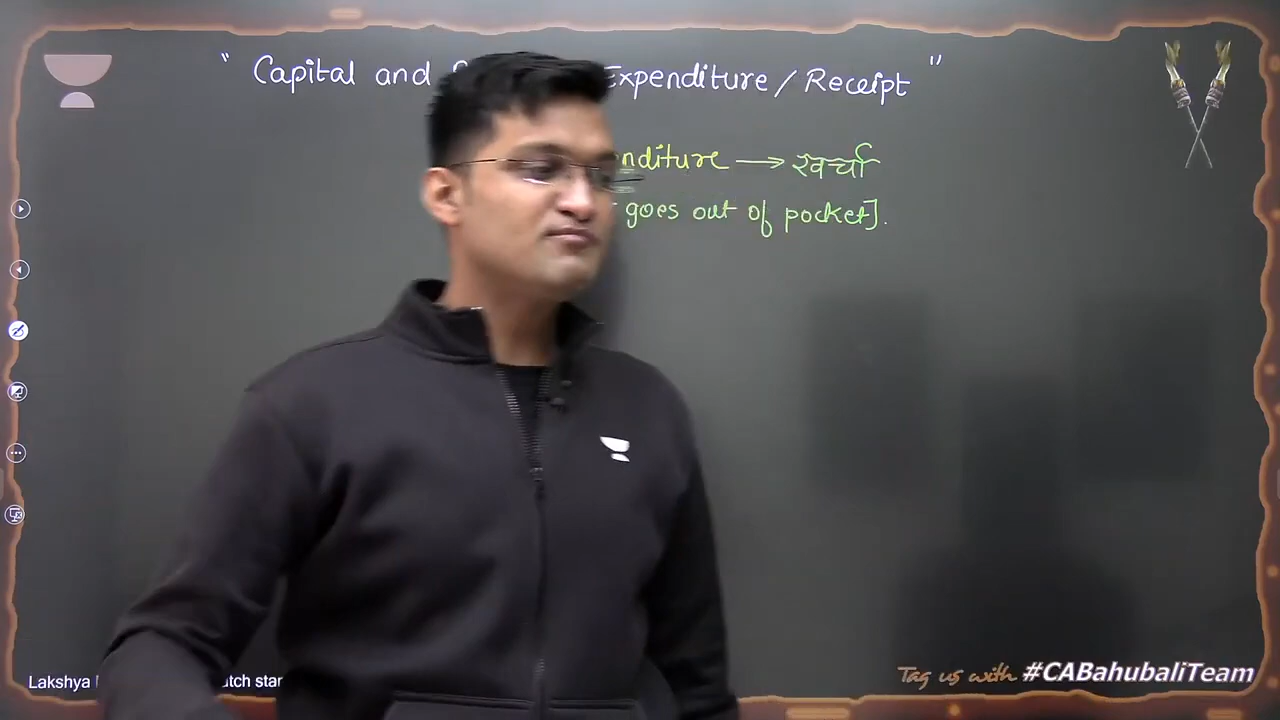 " Capital and Expenditure / Receipt "
nditure → खर्चा
goes out of pocket].
Lakshya
tch star
Tag us with #CABahubaliTeam